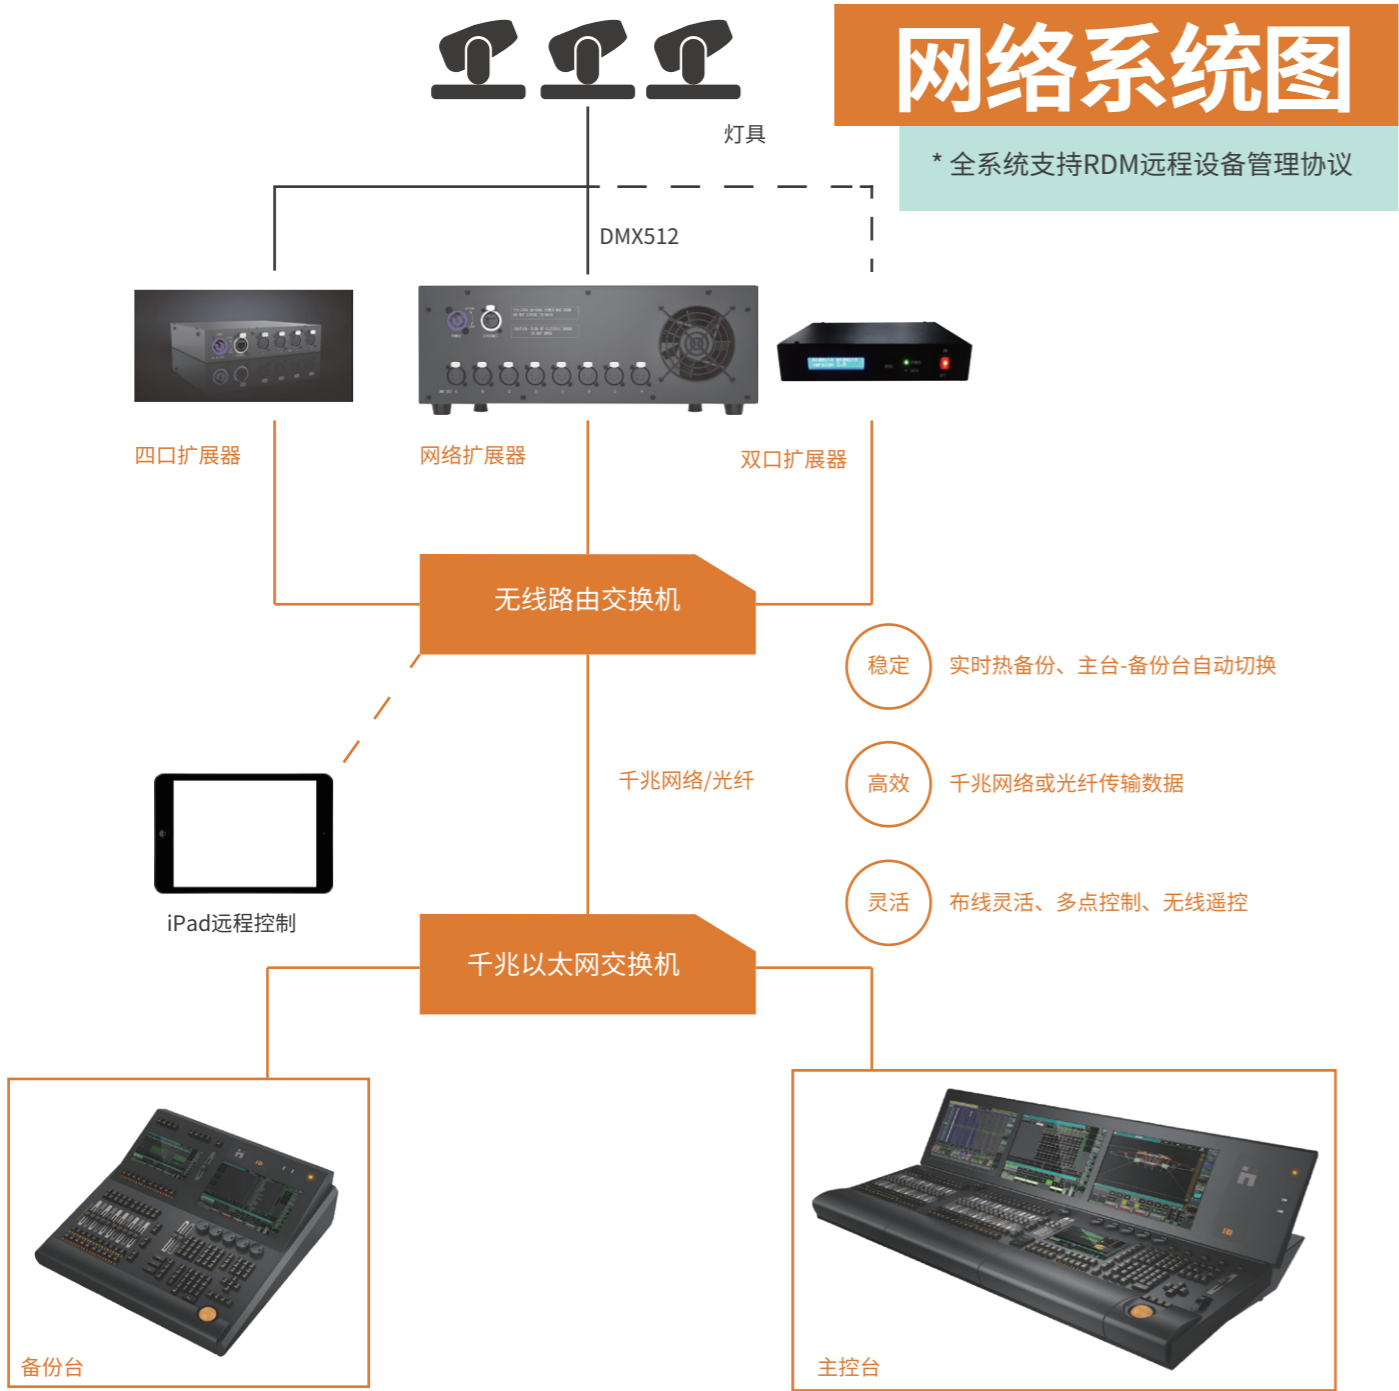 网络系统图
* 全系统支持RDM远程设备管理协议
灯具
DMX512
四口扩展器
网络扩展器
双口扩展器
无线路由交换机
稳定
实时热备份、主台-备份台自动切换
千兆网络/光纤
高效
千兆网络或光纤传输数据
灵活
布线灵活、多点控制、无线遥控
iPad远程控制
千兆以太网交换机
备份台
主控台